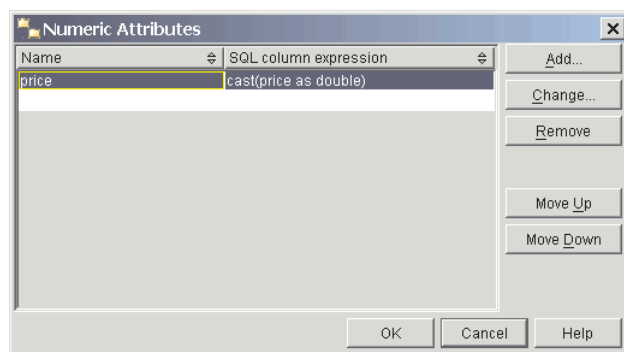 Numeric Attributes
Name SQL column expression
price cast(price as double)
Add...
Change...
Remove
Move Up
Move Down
OK Cancel Help